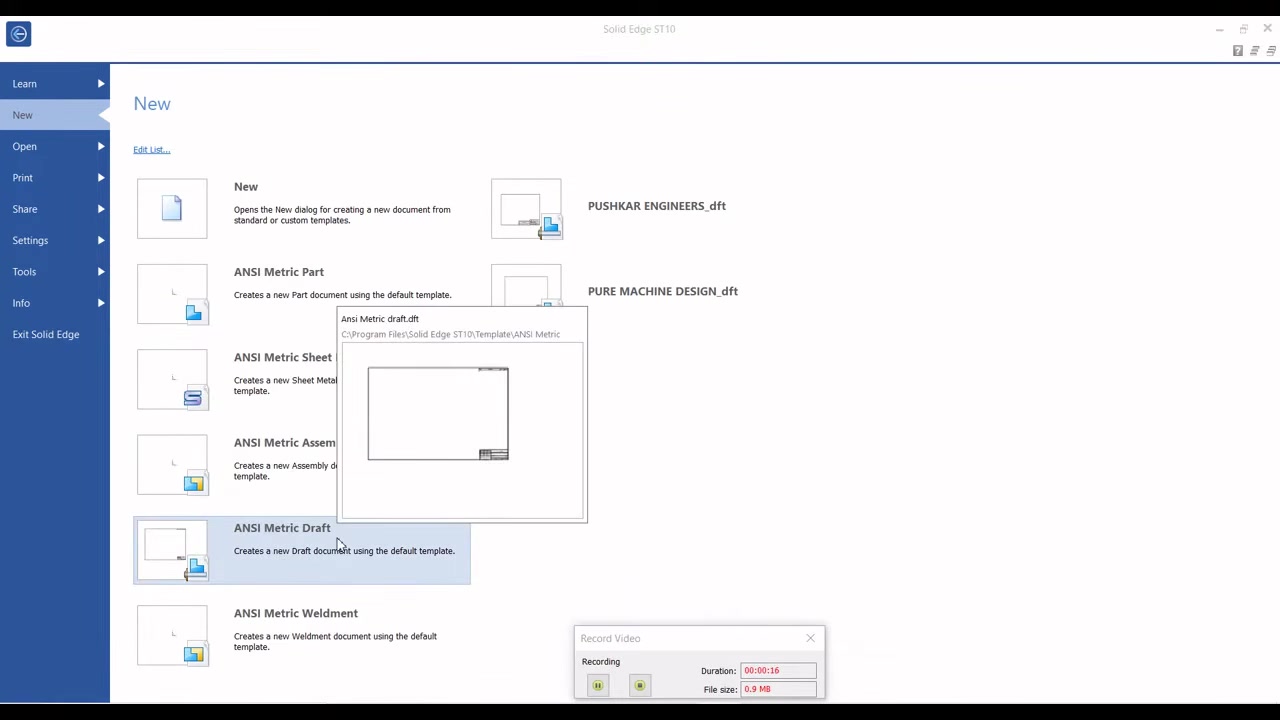 Solid Edge ST10
Learn
New
Open
Print
Share
Settings
Tools
Info
Exit Solid Edge
New
Edit List...
New
Opens the New dialog for creating a new document from
standard or custom templates.
ANSI Metric Part
Creates a new Part document using the default template.
ANSI Metric Sheet
Creates a new Sheet Metal
template.
ANSI Metric Assem
Creates a new Assembly d
template.
ANSI Metric Draft
Creates a new Draft document using the default template.
ANSI Metric Weldment
Creates a new Weldment document using the default
template.
PUSHKAR ENGINEERS_dft
PURE MACHINE DESIGN_dft
Ansi Metric draft.dft
C:\Program Files\Solid Edge ST10\Template\ANSI Metric
Record Video
Recording
Duration: 00:00:16
File size: 0.9 MB